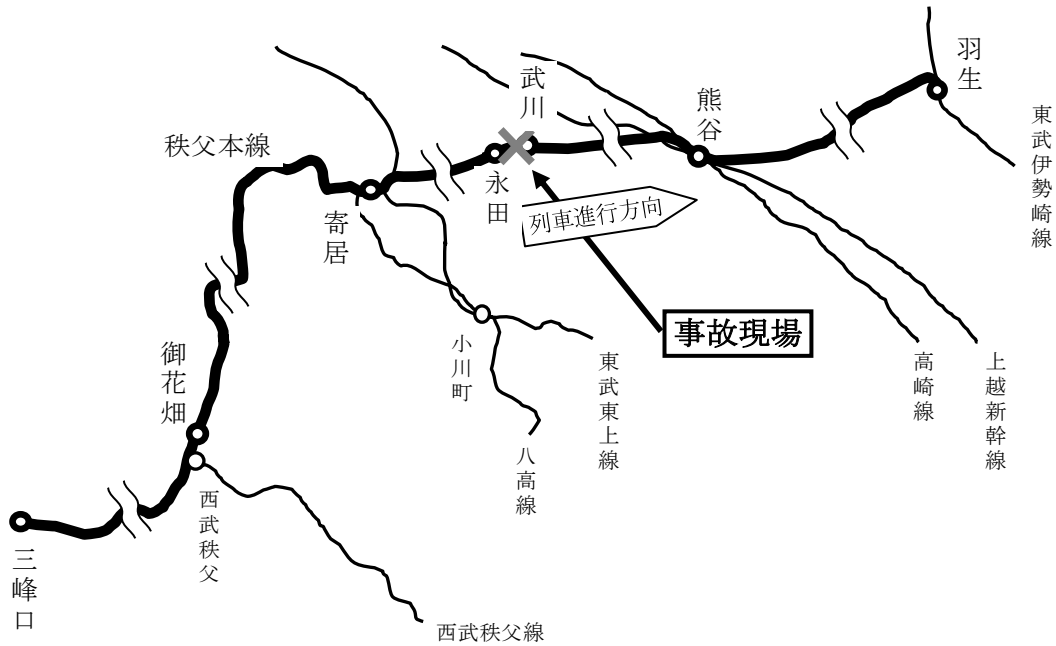 羽生
東武伊勢崎線
武川
熊谷
秩父本線
永田
列車進行方向
寄居
事故現場
御花畑
小川町
東武東上線
高崎線
上越新幹線
八高線
西武秩父
三峰口
西武秩父線